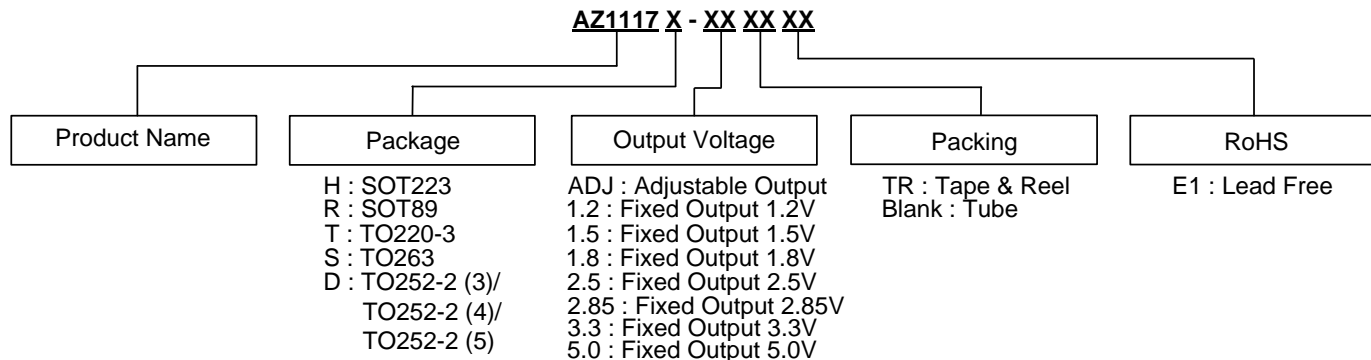 AZ1117 X - XX XX XX
Product Name
Package
Output Voltage
Packing
RoHS
H : SOT223
R : SOT89
T : TO220-3
S : TO263
D : TO252-2 (3)/
TO252-2 (4)/
TO252-2 (5)
ADJ : Adjustable Output
1.2 : Fixed Output 1.2V
1.5 : Fixed Output 1.5V
1.8 : Fixed Output 1.8V
2.5 : Fixed Output 2.5V
2.85 : Fixed Output 2.85V
3.3 : Fixed Output 3.3V
5.0 : Fixed Output 5.0V
TR : Tape & Reel
Blank : Tube
E1 : Lead Free